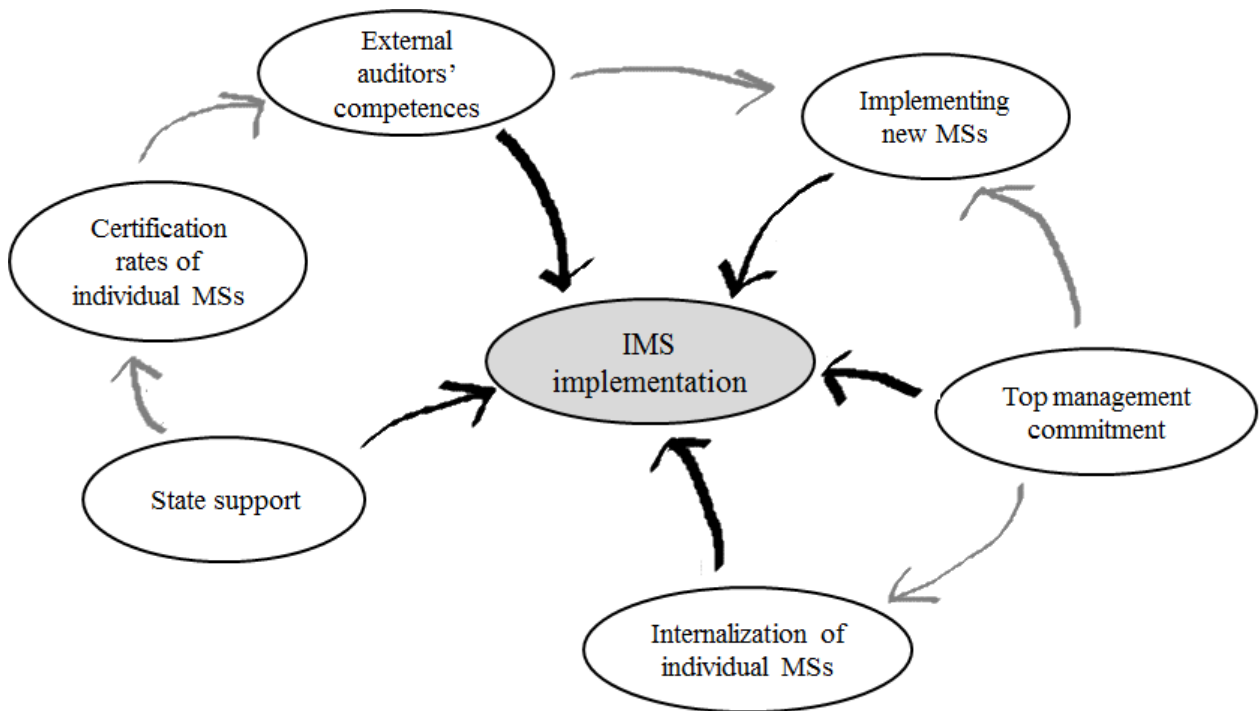 External
auditors’
competences
Implementing
new MSs
Certification
rates of
individual MSs
IMS
implementation
Top management
commitment
State support
Internalization of
individual MSs